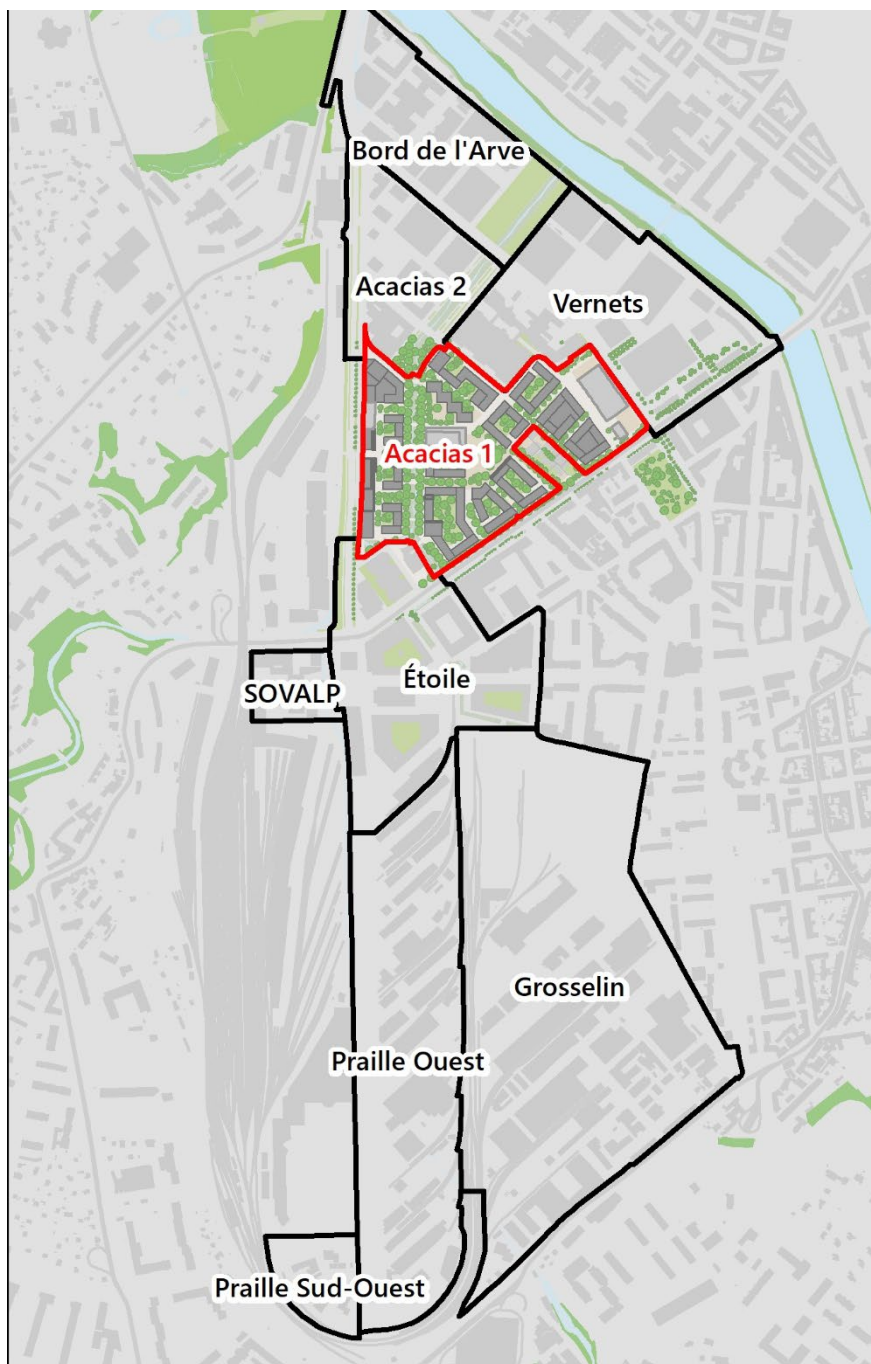 Bord de l'Arve
Acacias 2
Vernets
Acacias 1
Étoile
SOVALP
Grosselin
Praille Ouest
Praille Sud-Ouest